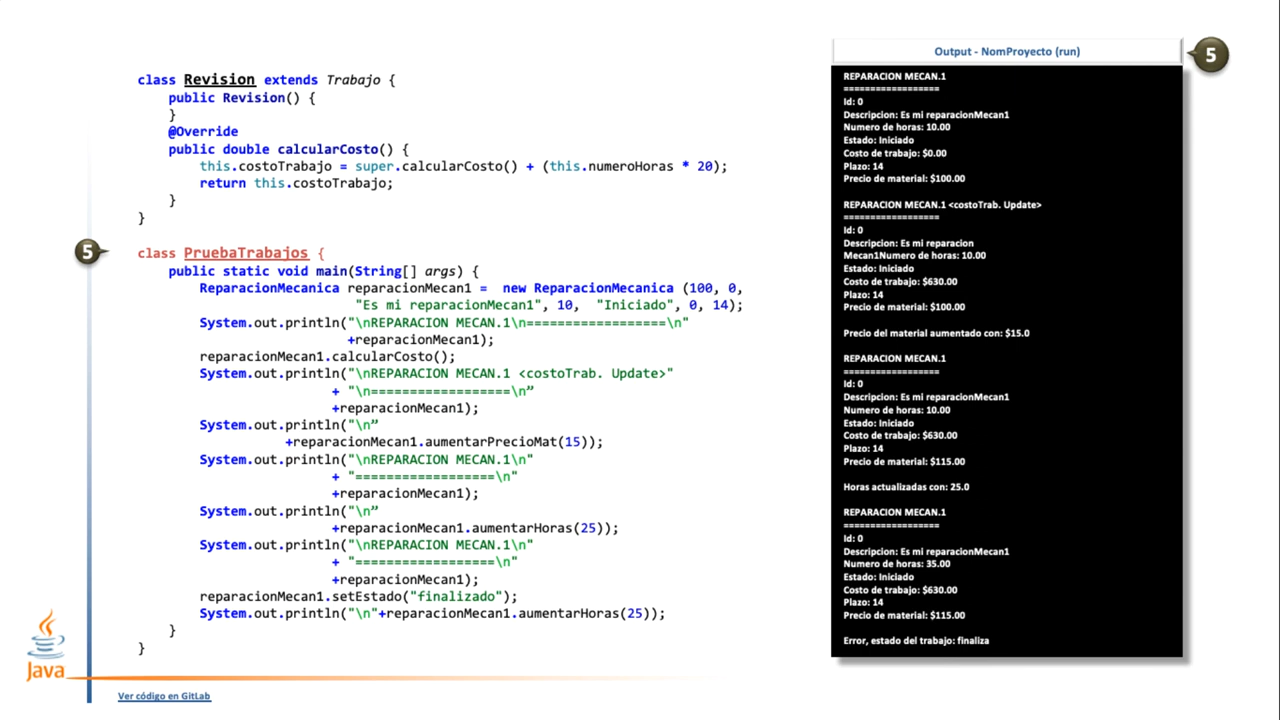 class Revision extends Trabajo {
public Revision() {
}
@Override
public double calcularCosto() {
this.costoTrabajo = super.calcularCosto() + (this.numeroHoras * 20);
return this.costoTrabajo;
}
}
5
class PruebaTrabajos {
public static void main(String[] args) {
ReparacionMecanica reparacionMecan1 = new ReparacionMecanica (100, 0,
"Es mi reparacionMecan1", 10, "Iniciado", 0, 14);
System.out.println("\nREPARACION MECAN.1\n==================\n"
+reparacionMecan1);
reparacionMecan1.calcularCosto();
System.out.println("\nREPARACION MECAN.1 <costoTrab. Update>"
+ "\n==================\n”
+reparacionMecan1);
System.out.println("\n”
+reparacionMecan1.aumentarPrecioMat(15));
System.out.println("\nREPARACION MECAN.1\n"
+ "==================\n"
+reparacionMecan1);
System.out.println("\n”
+reparacionMecan1.aumentarHoras(25));
System.out.println("\nREPARACION MECAN.1\n"
+ "==================\n"
+reparacionMecan1);
reparacionMecan1.setEstado("finalizado");
System.out.println("\n"+reparacionMecan1.aumentarHoras(25));
}
}
Java
Ver código en GitLab
Output - NomProyecto (run)
5
REPARACION MECAN.1
==================
Id: 0
Descripcion: Es mi reparacionMecan1
Numero de horas: 10.00
Estado: Iniciado
Costo de trabajo: $0.00
Plazo: 14
Precio de material: $100.00
REPARACION MECAN.1 <costoTrab. Update>
==================
Id: 0
Descripcion: Es mi reparacion
Mecan1Numero de horas: 10.00
Estado: Iniciado
Costo de trabajo: $630.00
Plazo: 14
Precio de material: $100.00
Precio del material aumentado con: $15.0
REPARACION MECAN.1
==================
Id: 0
Descripcion: Es mi reparacionMecan1
Numero de horas: 10.00
Estado: Iniciado
Costo de trabajo: $630.00
Plazo: 14
Precio de material: $115.00
Horas actualizadas con: 25.0
REPARACION MECAN.1
==================
Id: 0
Descripcion: Es mi reparacionMecan1
Numero de horas: 35.00
Estado: Iniciado
Costo de trabajo: $630.00
Plazo: 14
Precio de material: $115.00
Error, estado del trabajo: finaliza